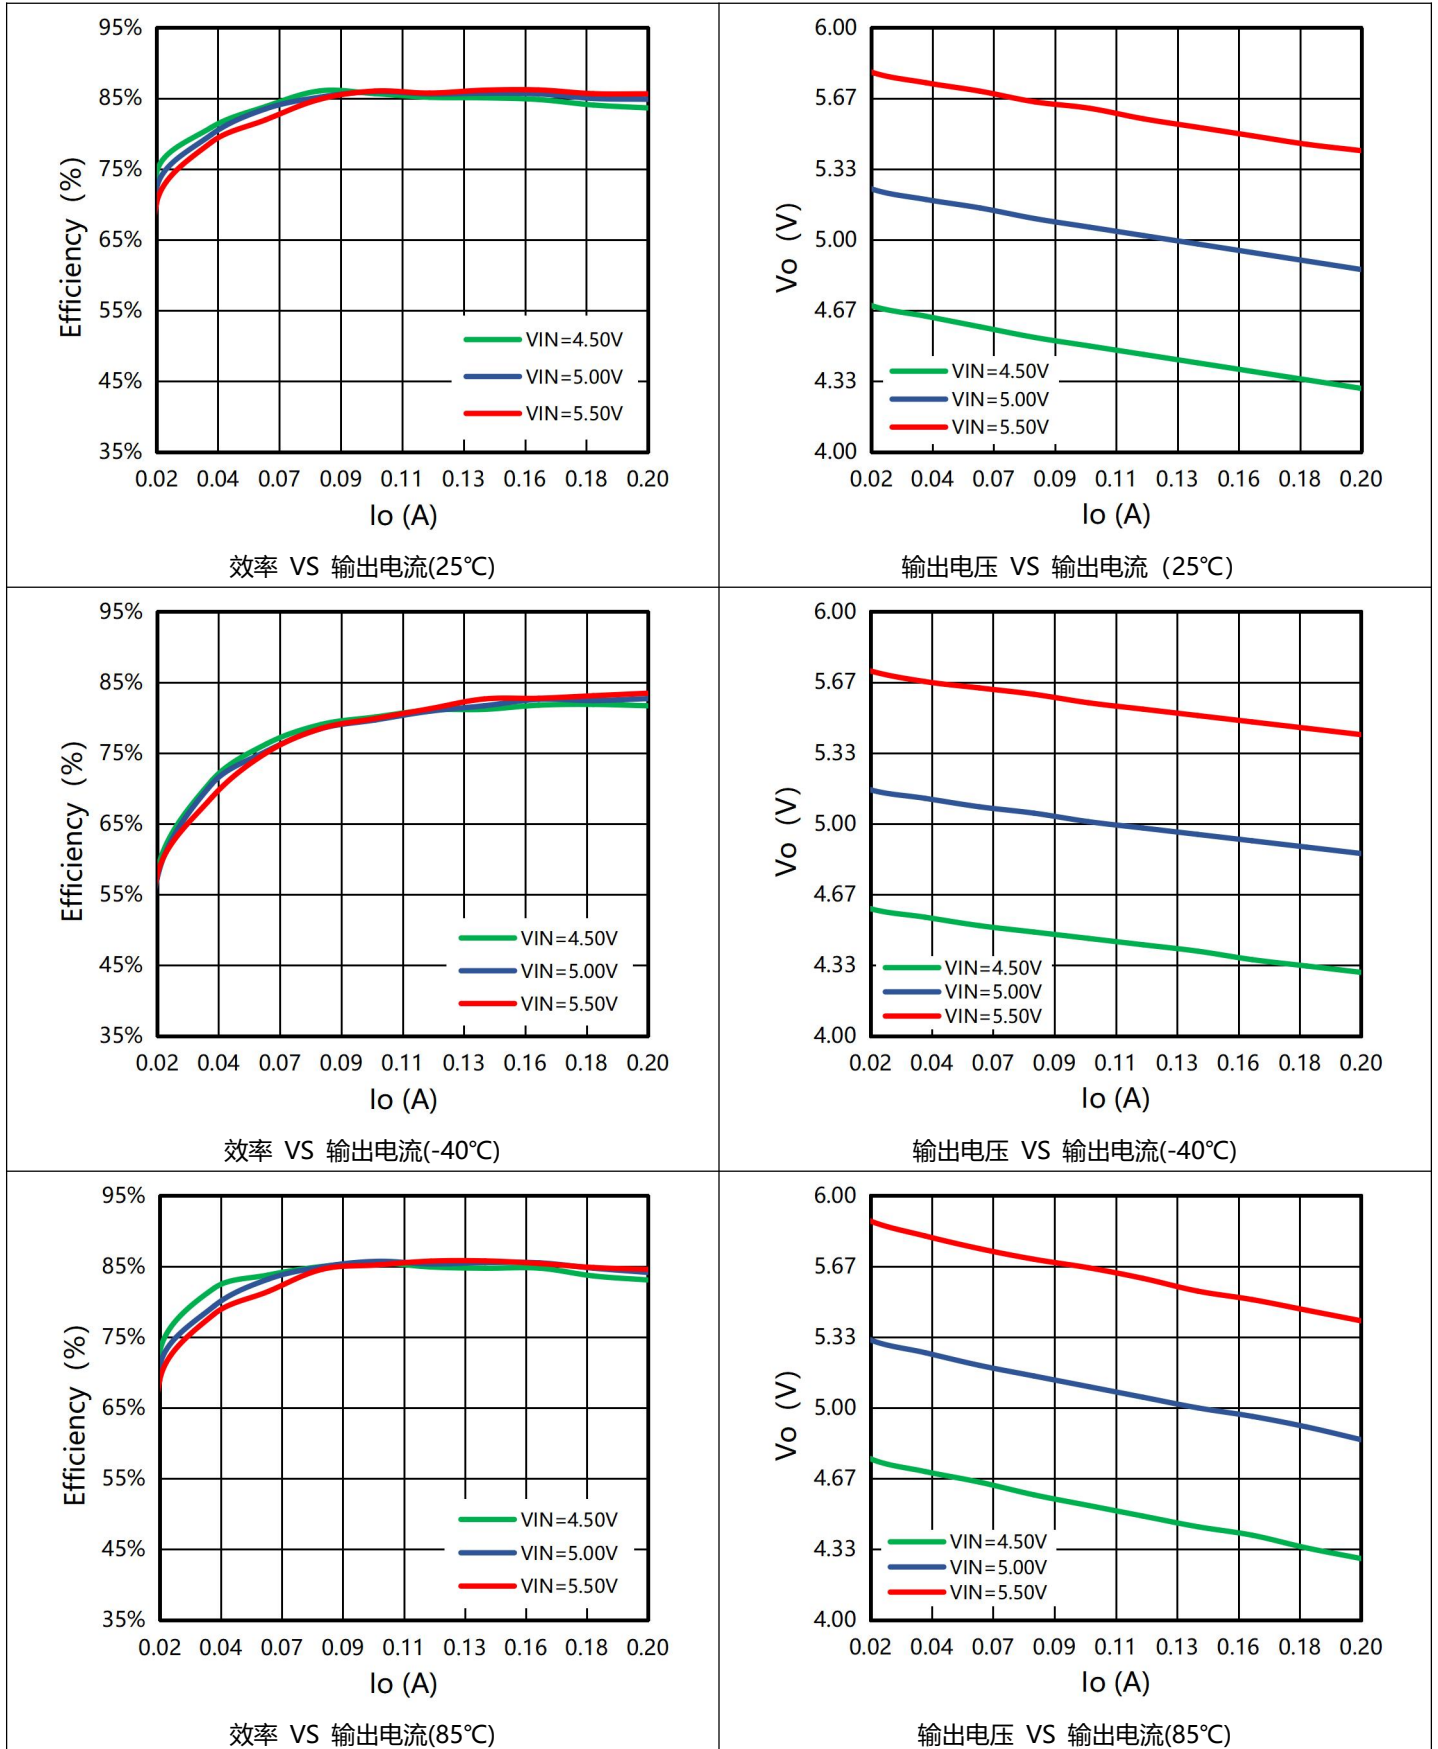 95%
85%
75%
65%
55%
45%
35%
Efficiency (%)
VIN=4.50V
VIN=5.00V
VIN=5.50V
0.02 0.04 0.07 0.09 0.11 0.13 0.16 0.18 0.20
Io (A)
效率 VS 输出电流(25℃)
6.00
5.67
5.33
5.00
4.67
4.33
4.00
Vo (V)
VIN=4.50V
VIN=5.00V
VIN=5.50V
0.02 0.04 0.07 0.09 0.11 0.13 0.16 0.18 0.20
Io (A)
输出电压 VS 输出电流（25℃）
95%
85%
75%
65%
55%
45%
35%
Efficiency (%)
VIN=4.50V
VIN=5.00V
VIN=5.50V
0.02 0.04 0.07 0.09 0.11 0.13 0.16 0.18 0.20
Io (A)
效率 VS 输出电流(-40℃)
6.00
5.67
5.33
5.00
4.67
4.33
4.00
Vo (V)
VIN=4.50V
VIN=5.00V
VIN=5.50V
0.02 0.04 0.07 0.09 0.11 0.13 0.16 0.18 0.20
Io (A)
输出电压 VS 输出电流(-40℃)
95%
85%
75%
65%
55%
45%
35%
Efficiency (%)
VIN=4.50V
VIN=5.00V
VIN=5.50V
0.02 0.04 0.07 0.09 0.11 0.13 0.16 0.18 0.20
Io (A)
效率 VS 输出电流(85℃)
6.00
5.67
5.33
5.00
4.67
4.33
4.00
Vo (V)
VIN=4.50V
VIN=5.00V
VIN=5.50V
0.02 0.04 0.07 0.09 0.11 0.13 0.16 0.18 0.20
Io (A)
输出电压 VS 输出电流(85℃)